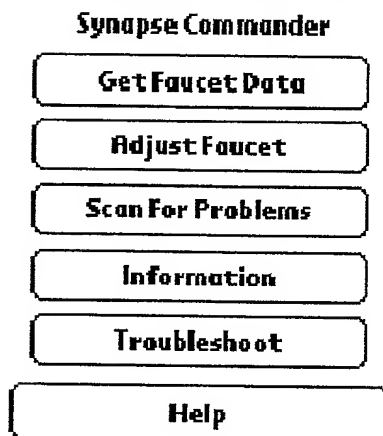 Synapse Commander
Get Faucet Data
Adjust Faucet
Scan For Problems
Information
Troubleshoot
Help